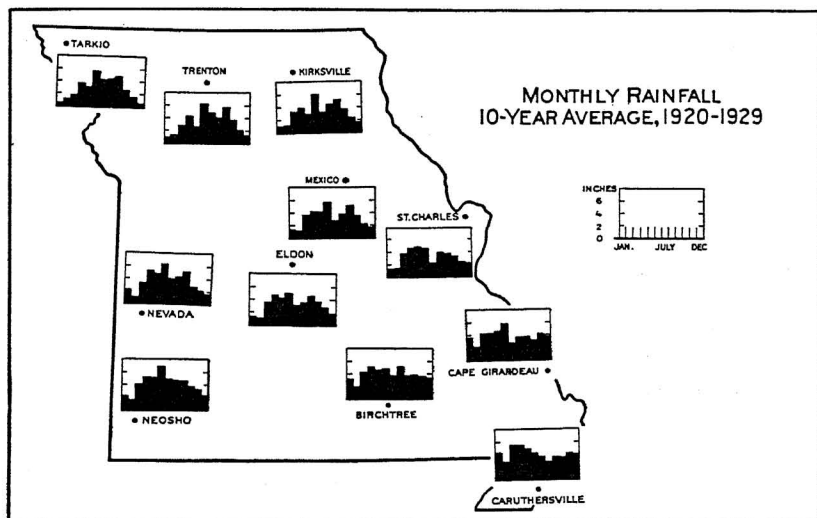 TARKIO
TRENTON
KIRKSVILLE
MONTHLY RAINFALL
10-YEAR AVERAGE, 1920-1929
MEXICO
INCHES
6
4
2
0
JAN. JULY DEC
ST. CHARLES
ELDON
NEVADA
CAPE GIRARDEAU
NEOSHO
BIRCHTREE
CARUTHERSVILLE